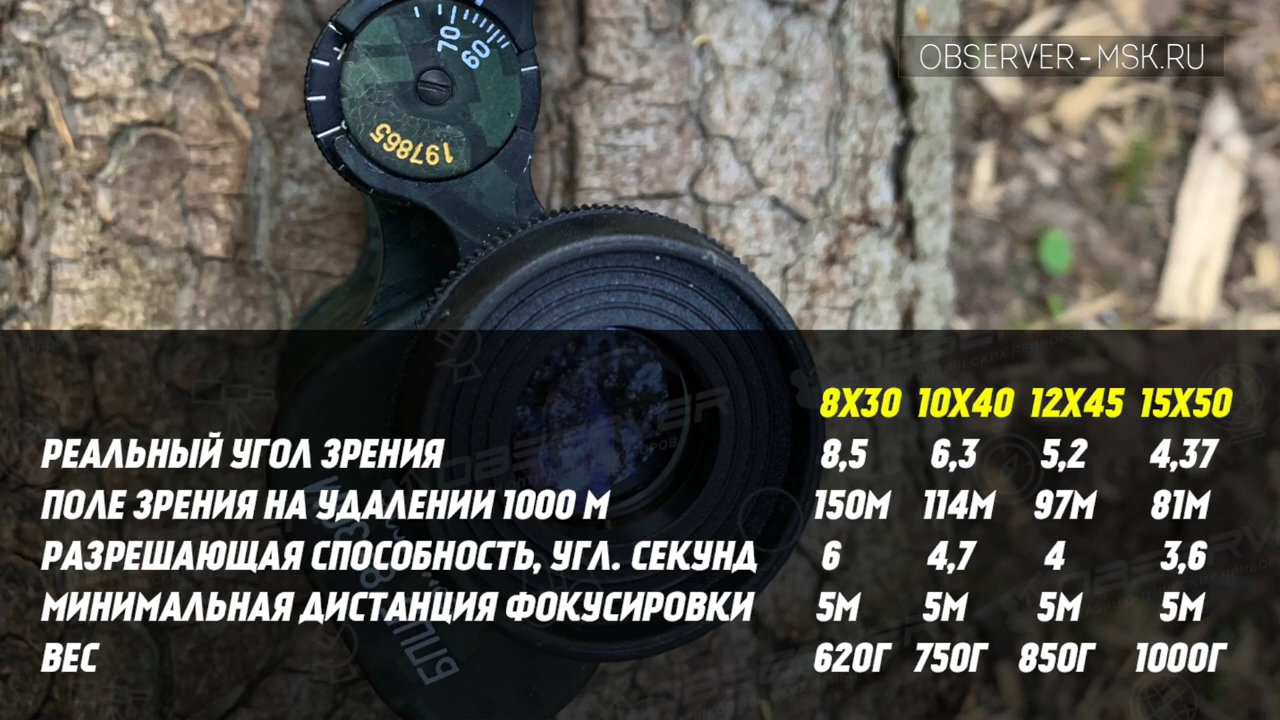 70
60
197865
OBSERVER-MSK.RU
8X30 10X40 12X45 15X50
РЕАЛЬНЫЙ УГОЛ ЗРЕНИЯ 8,5 6,3 5,2 4,37
ПОЛЕ ЗРЕНИЯ НА УДАЛЕНИИ 1000 М 150М 114М 97М 81М
РАЗРЕШАЮЩАЯ СПОСОБНОСТЬ, УГЛ. СЕКУНД 6 4,7 4 3,6
МИНИМАЛЬНАЯ ДИСТАНЦИЯ ФОКУСИРОВКИ 5М 5М 5М 5М
ВЕС 620Г 750Г 850Г 1000Г